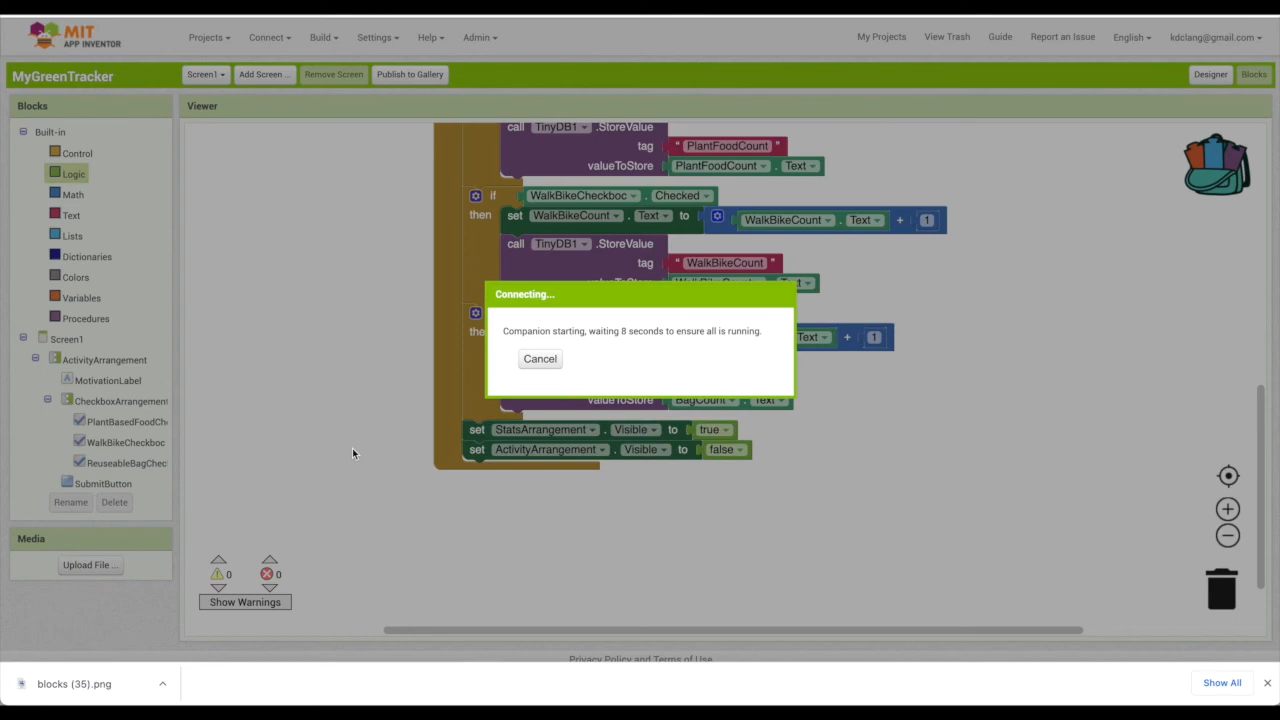 MIT
APP INVENTOR
Projects Connect Build Settings Help Admin
My Projects View Trash Guide Report an Issue English kdclang@gmail.com
MyGreenTracker
Screen1 Add Screen ... Remove Screen Publish to Gallery
Designer Blocks
Blocks
Viewer
Built-in
Control
Logic
Math
Text
Lists
Dictionaries
Colors
Variables
Procedures
Screen1
ActivityArrangement
MotivationLabel
CheckboxArrangement
PlantBasedFoodCh
WalkBikeCheckboc
ReuseableBagChec
SubmitButton
Rename Delete
Media
Upload File ...
call TinyDB1 .StoreValue
tag " PlantFoodCount "
valueToStore PlantFoodCount . Text
if WalkBikeCheckboc . Checked
then set WalkBikeCount . Text to WalkBikeCount . Text + 1
call TinyDB1 .StoreValue
tag " WalkBikeCount "
Connecting...
Companion starting, waiting 8 seconds to ensure all is running.
Cancel
Text + 1
valueToStore BagCount . Text
set StatsArrangement . Visible to true
set ActivityArrangement . Visible to false
0 0
Show Warnings
Privacy Policy and Terms of Use
blocks (35).png
Show All